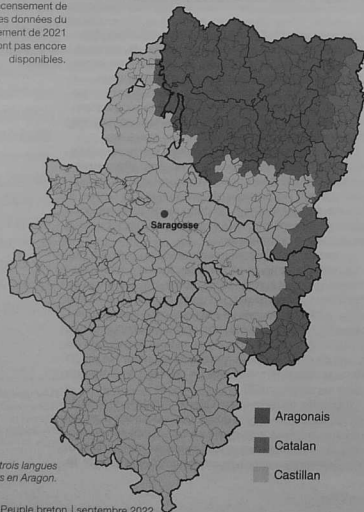 censement de
es données du
ement de 2021
ont pas encore
disponibles.
Saragosse
Aragonais
Catalan
Castillan
trois langues
s en Aragon.
Peuple breton | septembre 2022